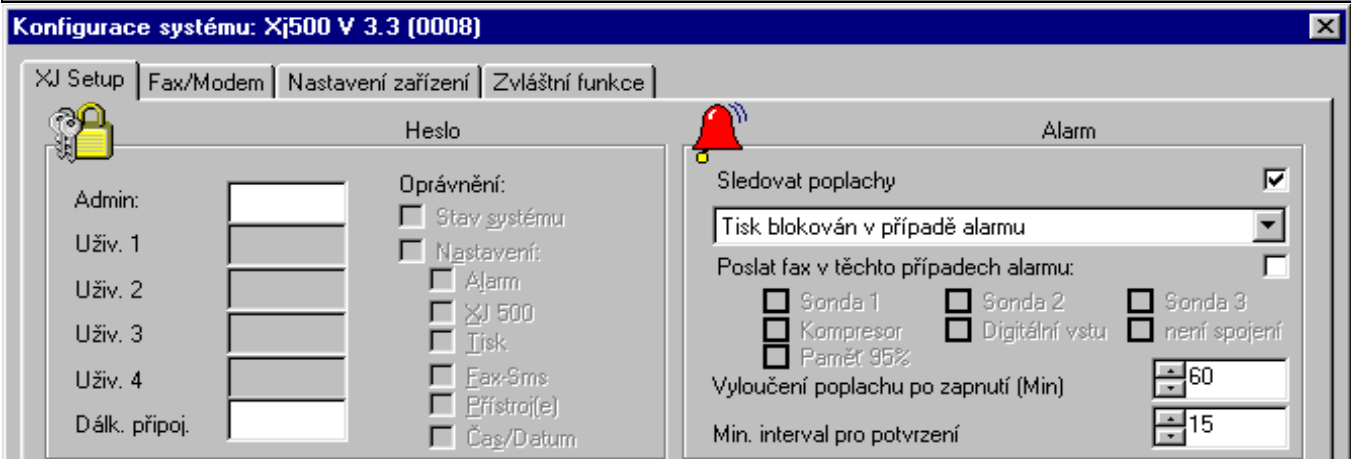 Konfigurace systému: Xj500 V 3.3 (0008)
XJ Setup Fax/Modem Nastavení zařízení Zvláštní funkce
Heslo
Admin:
Uživ. 1
Uživ. 2
Uživ. 3
Uživ. 4
Dálk. připoj.
Oprávnění:
Stav systému
Nastavení:
Alarm
XJ 500
Tisk
Fax-Sms
Přístroj(e)
Čas/Datum
Alarm
Sledovat poplachy
Tisk blokován v případě alarmu
Poslat fax v těchto případech alarmu:
Sonda 1 Sonda 2 Sonda 3
Kompresor Digitální vstu není spojení
Paměť 95%
Vyloučení poplachu po zapnutí (Min) 60
Min. interval pro potvrzení 15